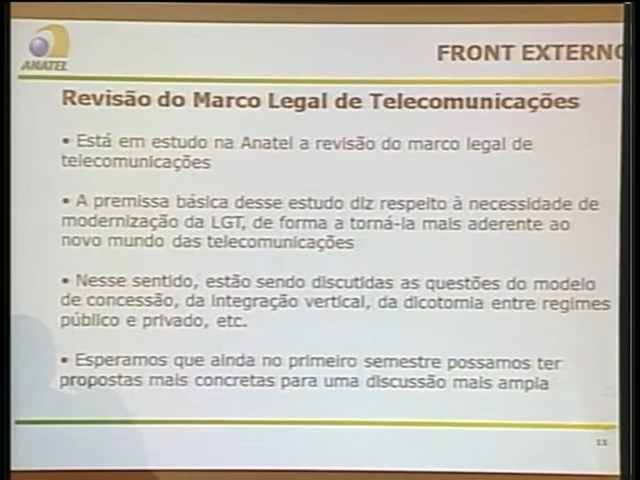 ANATEL
FRONT EXTERNO
Revisão do Marco Legal de Telecomunicações
• Está em estudo na Anatel a revisão do marco legal de
telecomunicações
• A premissa básica desse estudo diz respeito à necessidade de
modernização da LGT, de forma a torná-la mais aderente ao
novo mundo das telecomunicações
• Nesse sentido, estão sendo discutidas as questões do modelo
de concessão, da integração vertical, da dicotomia entre regimes
público e privado, etc.
• Esperamos que ainda no primeiro semestre possamos ter
propostas mais concretas para uma discussão mais ampla